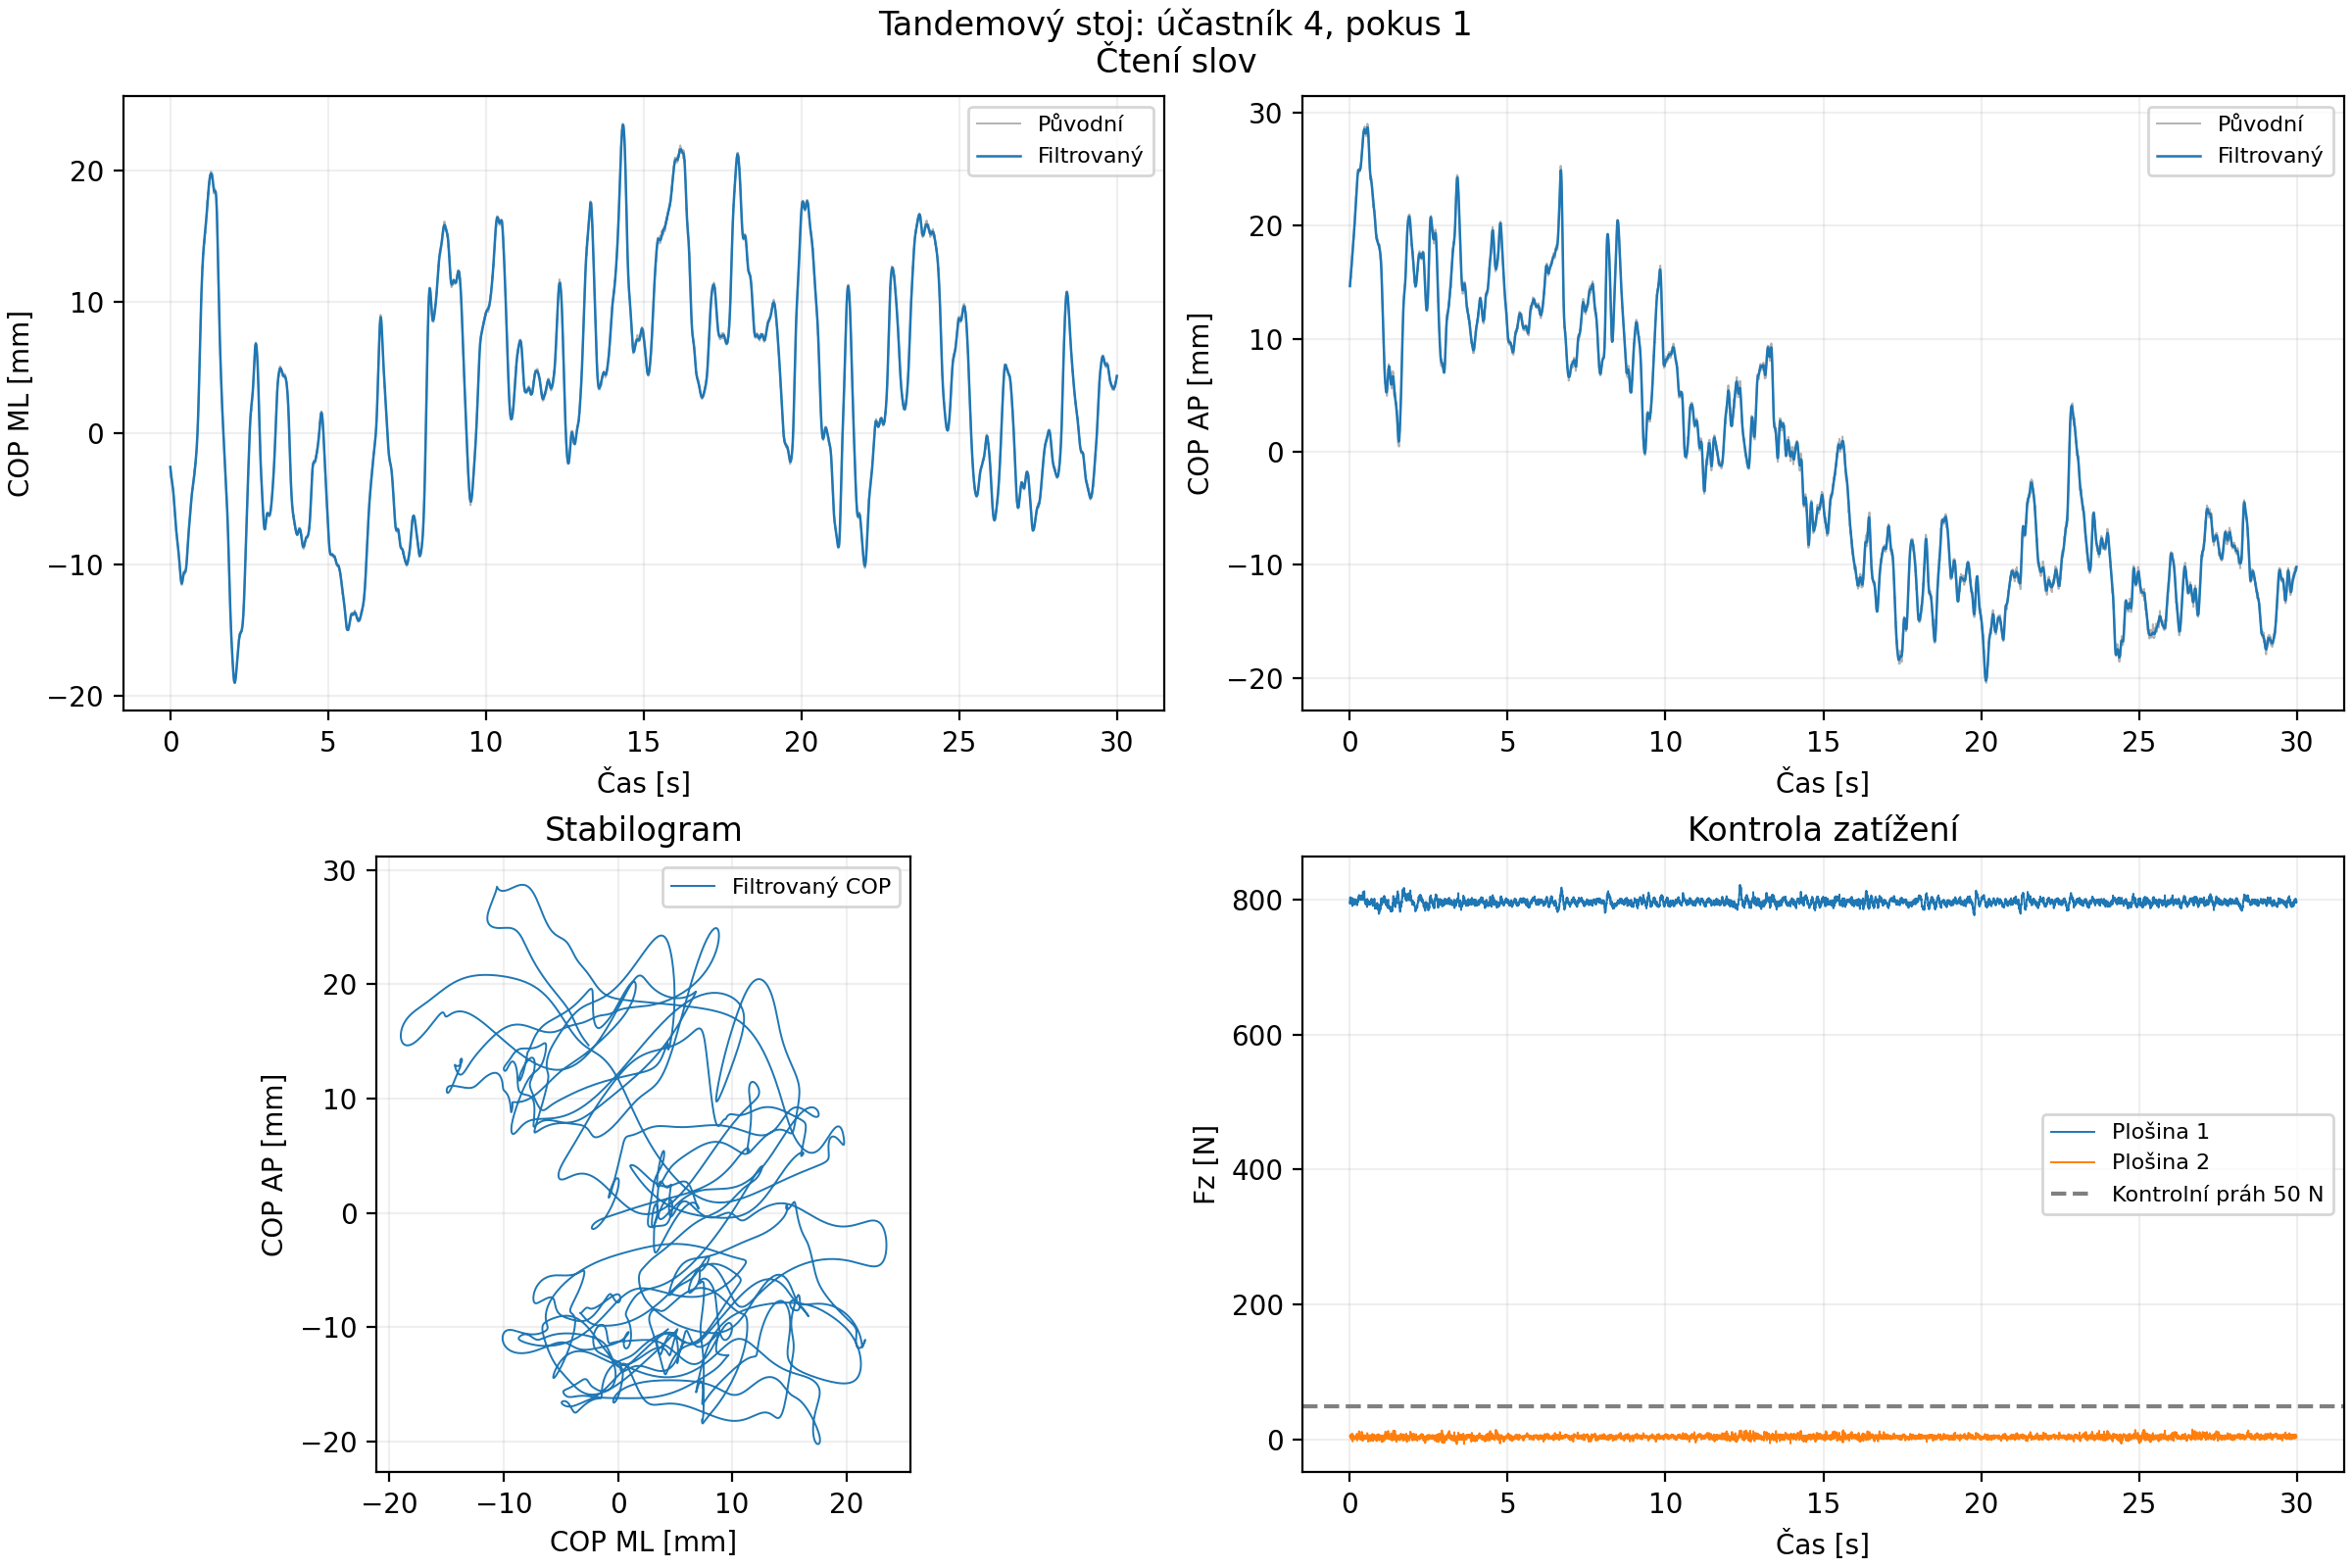 Tandemový stoj: účastník 4, pokus 1
Čtení slov
COP ML [mm]
20
10
0
−10
−20
0 5 10 15 20 25 30
Čas [s]
Původní
Filtrovaný
COP AP [mm]
30
20
10
0
−10
−20
0 5 10 15 20 25 30
Čas [s]
Původní
Filtrovaný
Stabilogram
COP AP [mm]
30
20
10
0
−10
−20
−20 −10 0 10 20
COP ML [mm]
Filtrovaný COP
Kontrola zatížení
Fz [N]
800
600
400
200
0
0 5 10 15 20 25 30
Čas [s]
Plošina 1
Plošina 2
Kontrolní práh 50 N